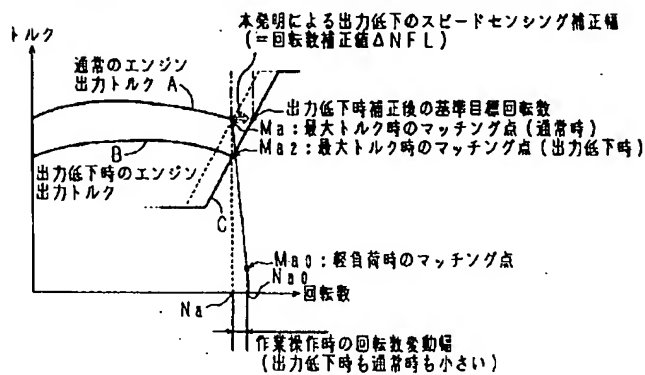 本発明による出力低下のスピードセンシング補正幅
(=回転数補正値ΔNFL)
トルク
通常のエンジン
出力トルク A
出力低下時補正後の基準目標回転数
Ma:最大トルク時のマッチング点(通常時)
B
Ma2:最大トルク時のマッチング点(出力低下時)
出力低下時のエンジン
出力トルク
C
Ma0:軽負荷時のマッチング点
Na0
Na
回転数
作業操作時の回転数変動幅
(出力低下時も通常時も小さい)